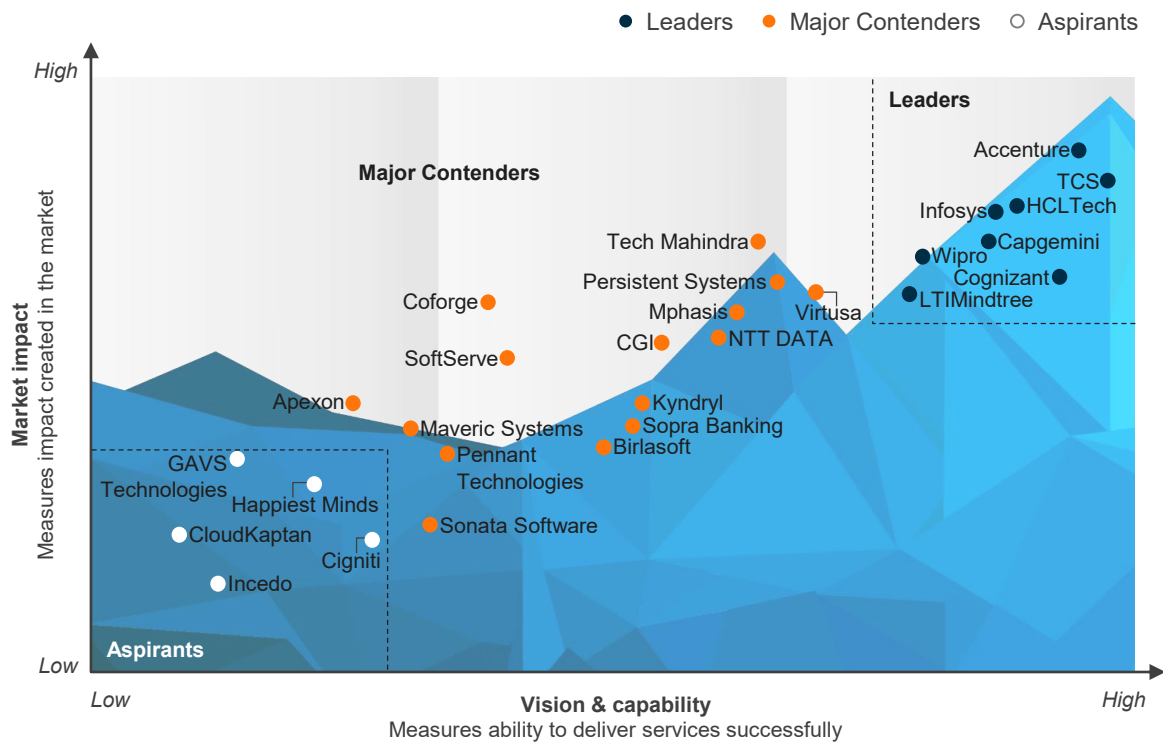 Leaders
Major Contenders
Aspirants
High
Leaders
Accenture
Major Contenders
TCS
HCLTech
Infosys
Tech Mahindra
Capgemini
Wipro
Persistent Systems
Cognizant
LTIMindtree
Coforge
Mphasis
Virtusa
NTT DATA
CGI
SoftServe
Apexon
Kyndryl
Maveric Systems
Sopra Banking
Birlasoft
Pennant
Technologies
GAVS
Technologies
Happiest Minds
Sonata Software
CloudKaptan
Cigniti
Incedo
Aspirants
Market impact
Measures impact created in the market
Low
Low
Vision & capability
High
Measures ability to deliver services successfully